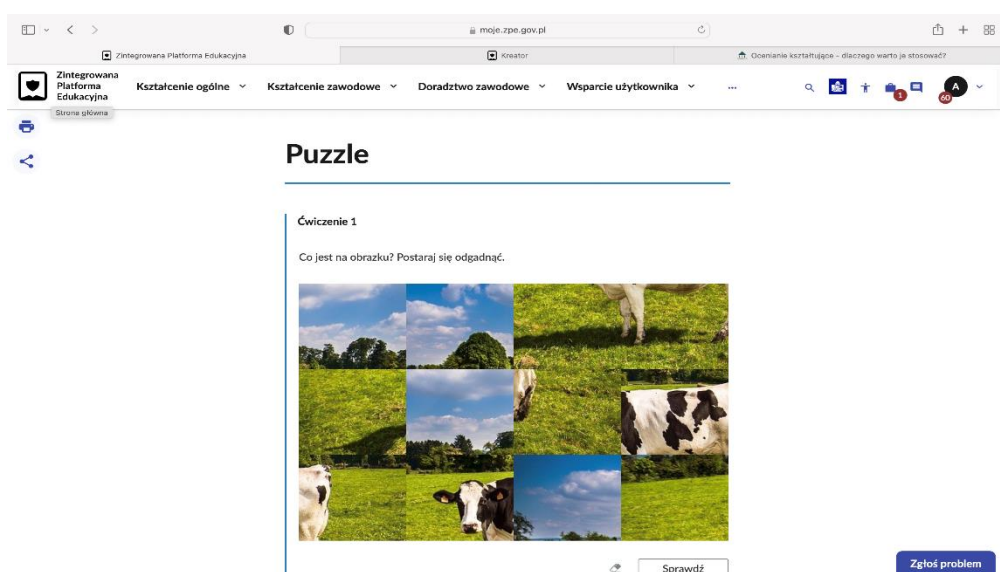 moje.zpe.gov.pl
Zintegrowana Platforma Edukacyjna
Kreator
Ocenianie kształtujące - dlaczego warto je stosować?
Zintegrowana
Platforma
Edukacyjna
Kształcenie ogólne
Kształcenie zawodowe
Doradztwo zawodowe
Wsparcie użytkownika
...
1
60
A
Strona główna
Puzzle
Ćwiczenie 1
Co jest na obrazku? Postaraj się odgadnąć.
Sprawdź
Zgłoś problem